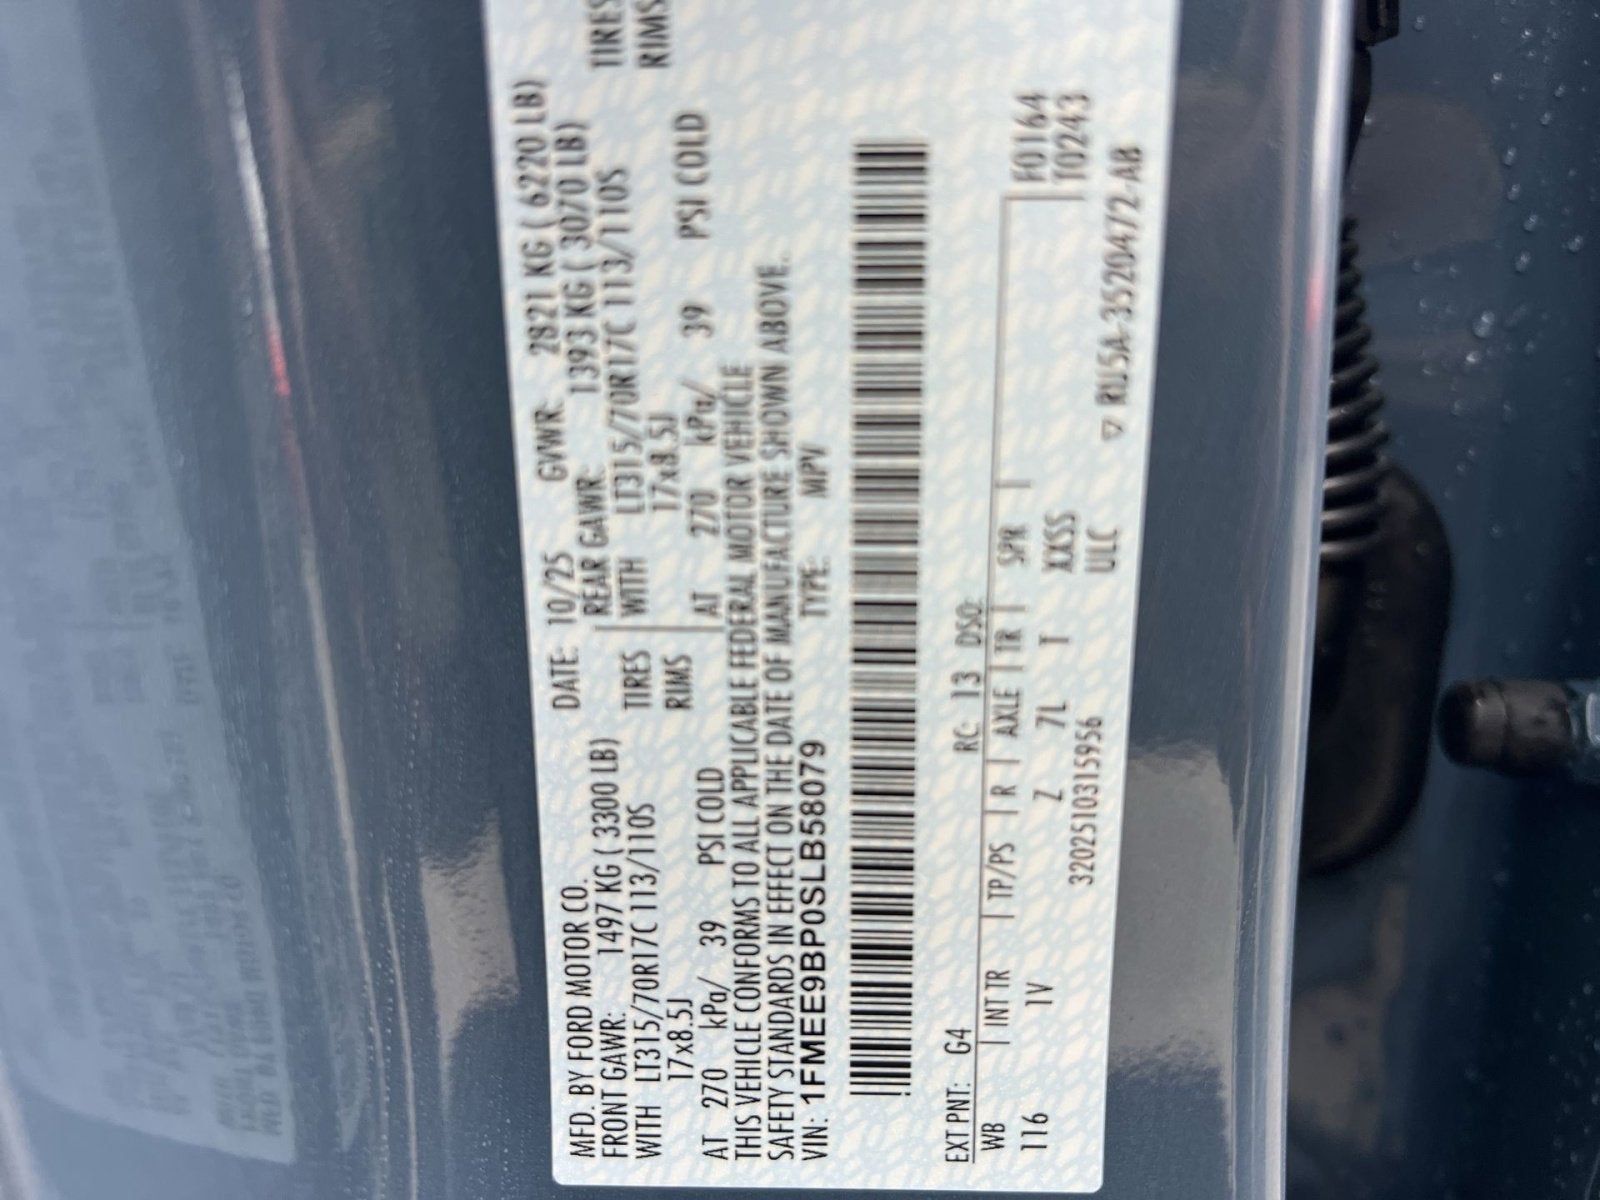 MFD. BY FORD MOTOR CO.
DATE: 10/25 GVWR: 2821 KG ( 6220 LB)
FRONT GAWR: 1497 KG ( 3300 LB)
REAR GAWR: 1393 KG ( 3070 LB)
WITH LT315/70R17C 113/110S TIRES
WITH LT315/70R17C 113/110S TIRES
17x8.5J RIMS
17x8.5J RIMS
AT 270 kPa/ 39 PSI COLD
AT 270 kPa/ 39 PSI COLD
THIS VEHICLE CONFORMS TO ALL APPLICABLE FEDERAL MOTOR VEHICLE
SAFETY STANDARDS IN EFFECT ON THE DATE OF MANUFACTURE SHOWN ABOVE.
VIN: 1FMEE9BP0SLB58079 TYPE: MPV
EXT PNT: G4 RC: 13 DSO: F0164
WB INT TR TP/PS R AXLE TR SPR T0243
116 1V Z 7L T XXSS
3202510315956 ULC ▽ RU5A-3520472-AB